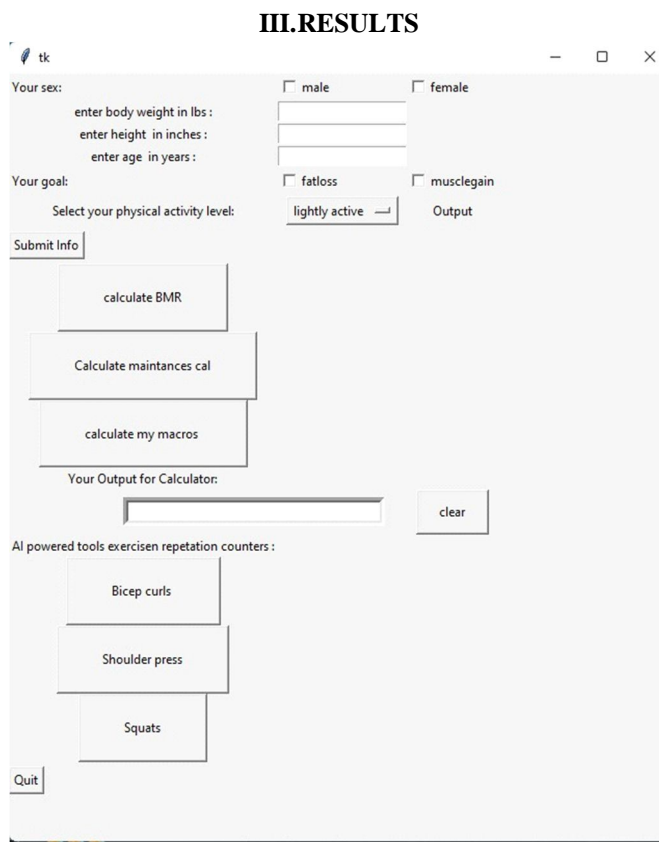 III.RESULTS
tk
Your sex: male female
enter body weight in lbs :
enter height in inches :
enter age in years :
Your goal: fatloss musclegain
Select your physical activity level: lightly active Output
Submit Info
calculate BMR
Calculate maintances cal
calculate my macros
Your Output for Calculator:
clear
AI powered tools exercisen repetation counters :
Bicep curls
Shoulder press
Squats
Quit